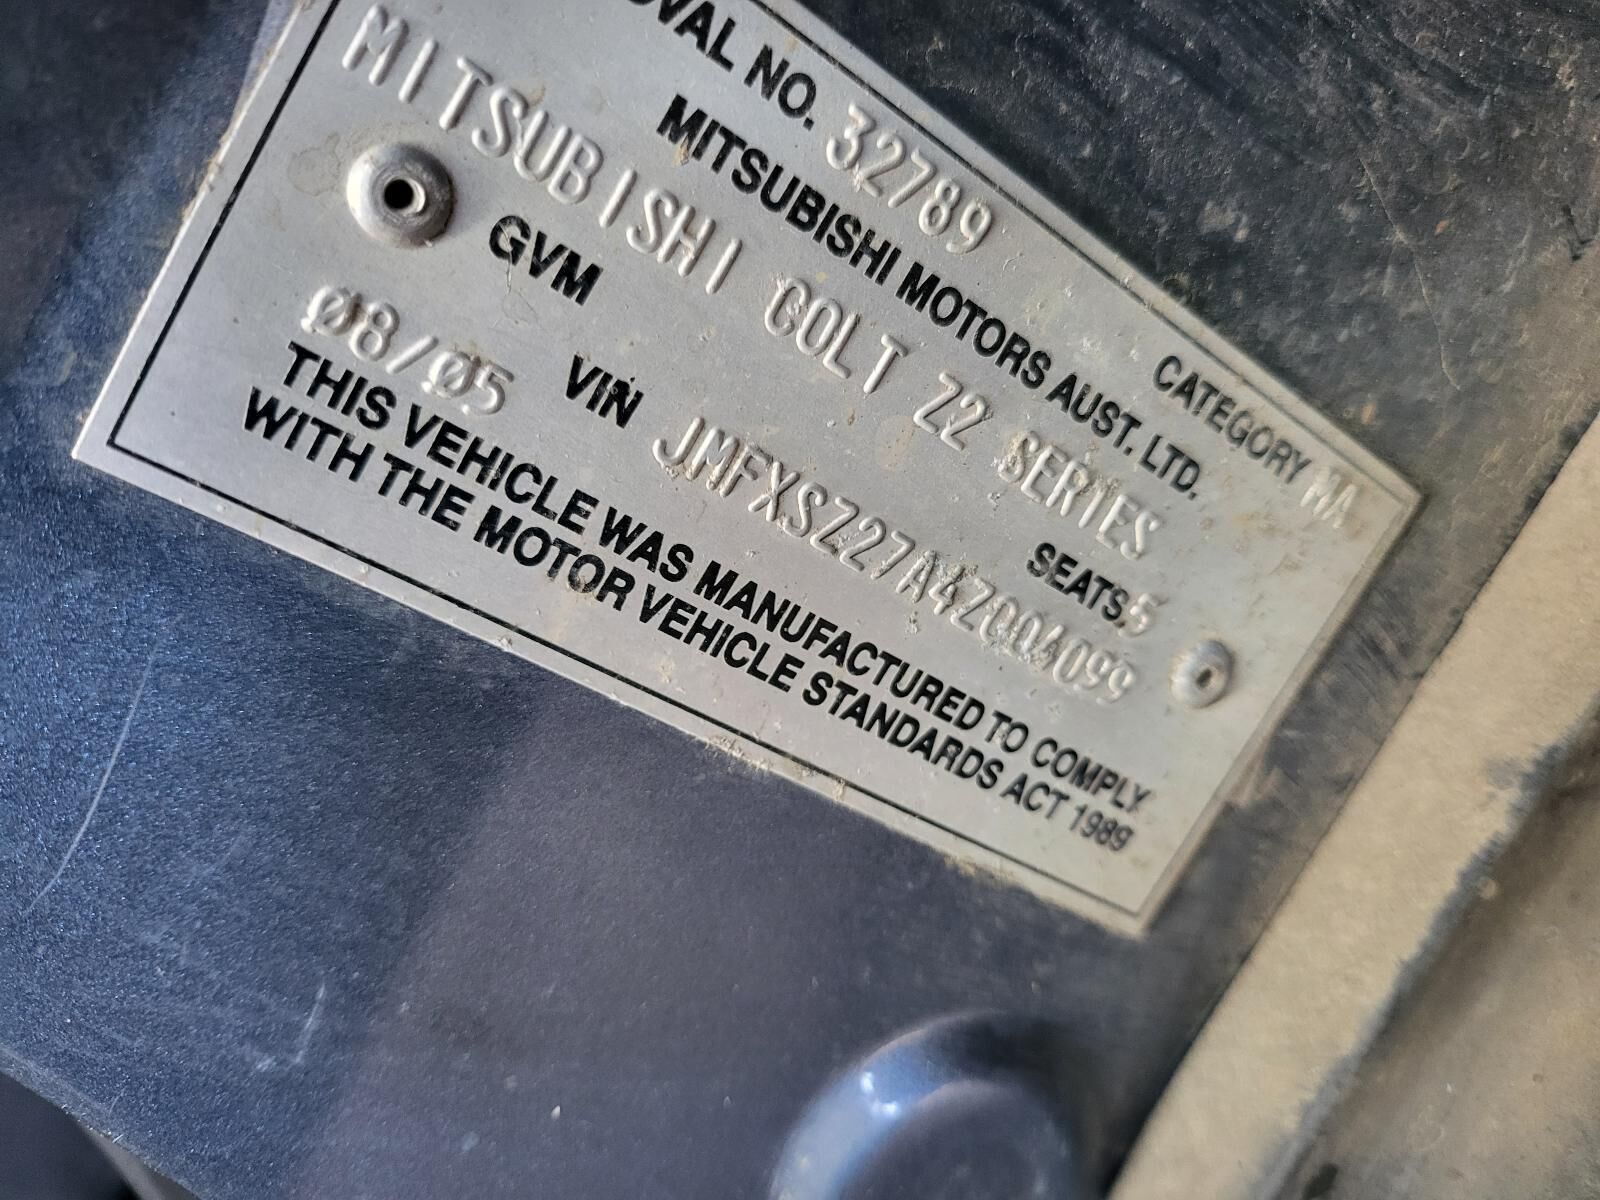 OVAL NO. 32789 CATEGORY MA
MITSUBISHI MOTORS AUST. LTD.
MITSUBISHI COLT Z2 SERIES
GVM SEATS 5
Ø8/Ø5 VIN JMFXSZ27A4Z004099
THIS VEHICLE WAS MANUFACTURED TO COMPLY
WITH THE MOTOR VEHICLE STANDARDS ACT 1989